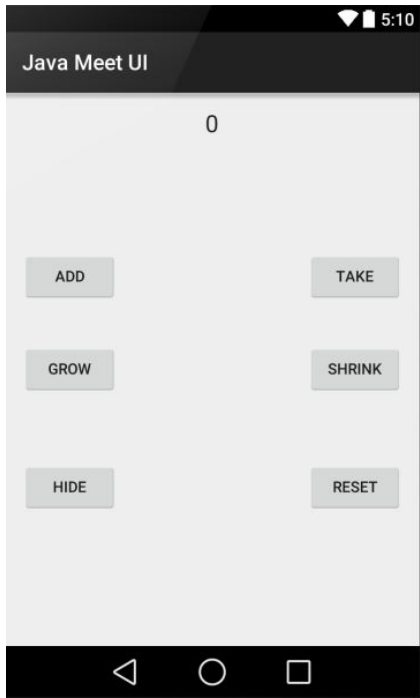 5:10
Java Meet UI
0
ADD TAKE
GROW SHRINK
HIDE RESET